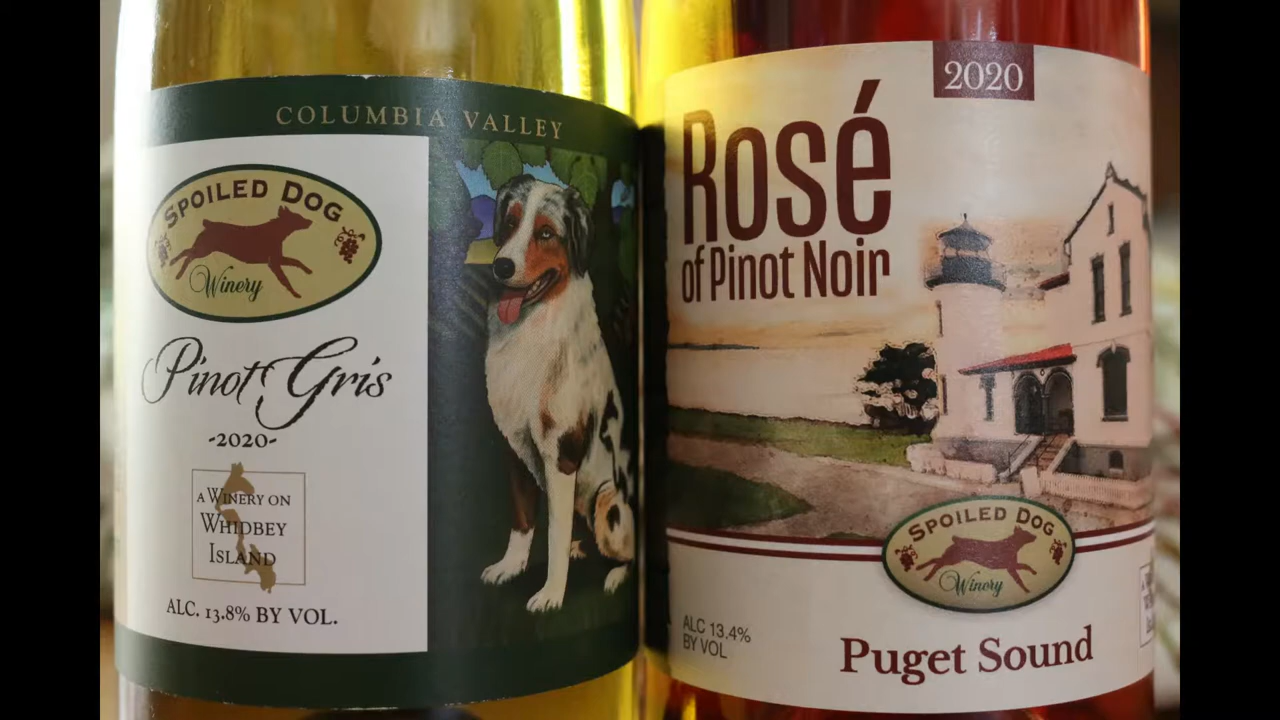 COLUMBIA VALLEY
SPOILED DOG
Winery
Pinot Gris
-2020-
A WINERY ON
WHIDBEY
ISLAND
ALC. 13.8% BY VOL.
2020
Rosé
of Pinot Noir
SPOILED DOG
Winery
ALC 13.4%
BY VOL
Puget Sound